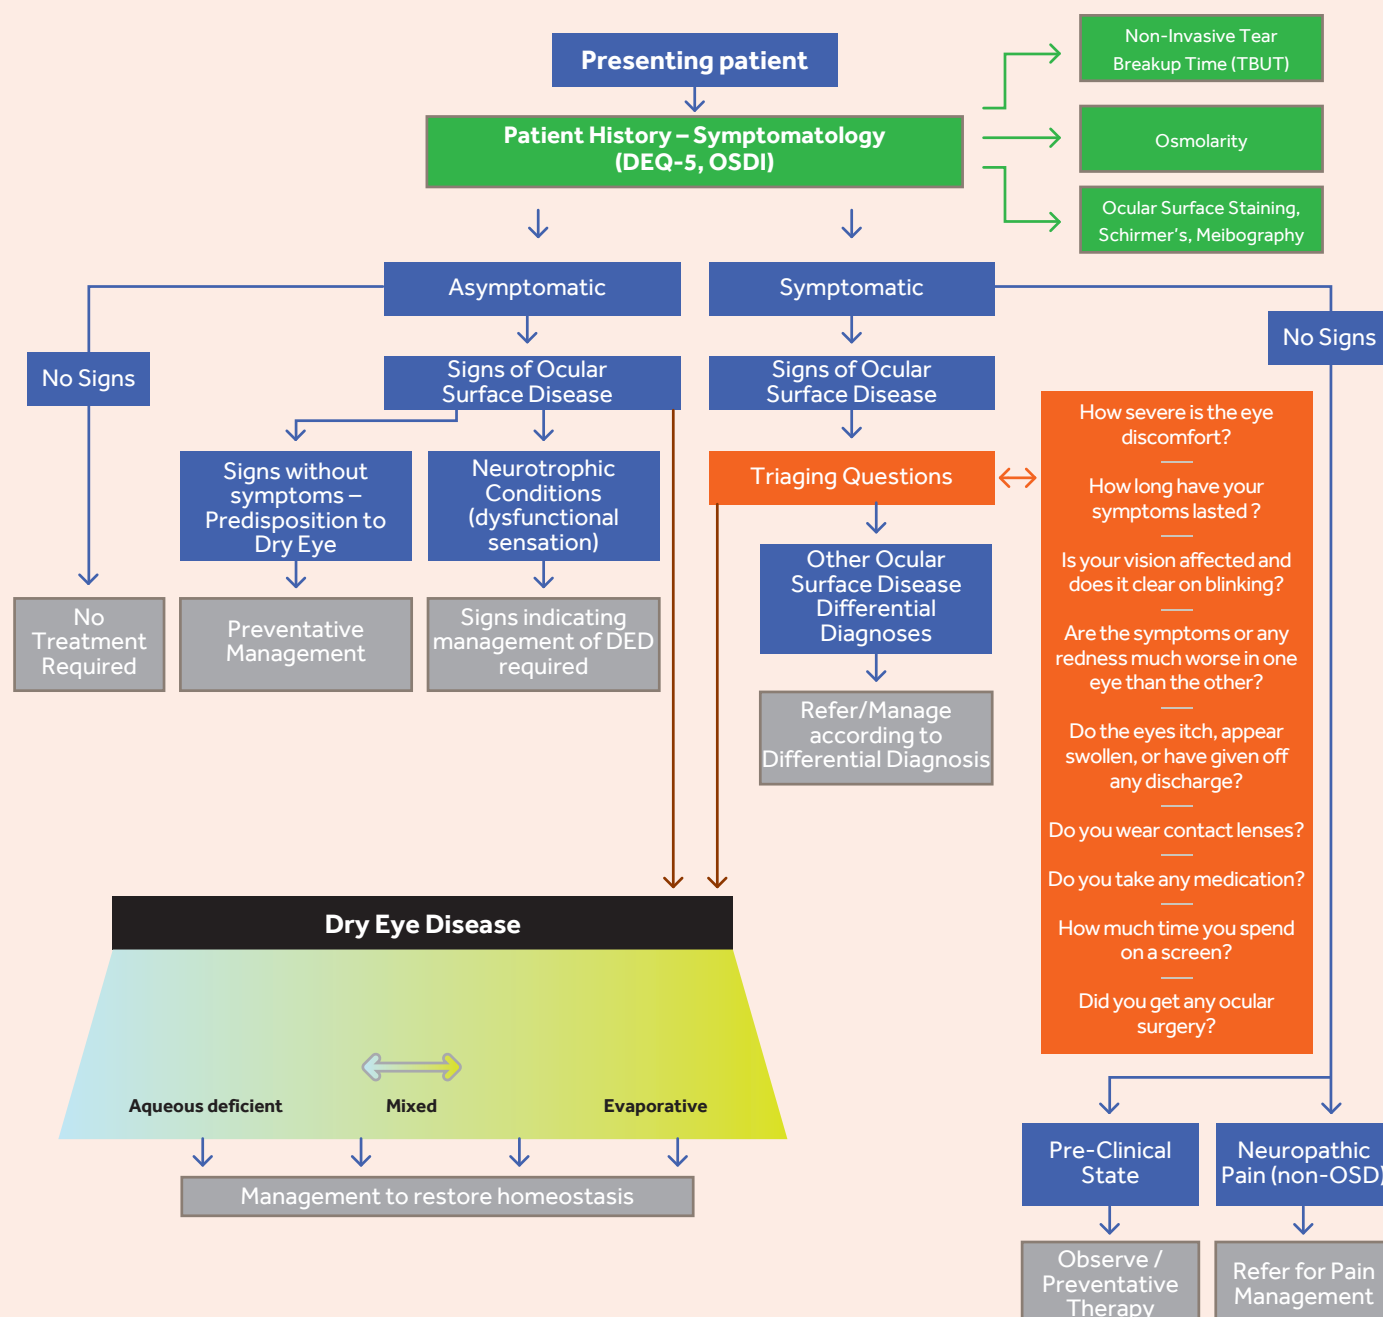 Presenting patient
Patient History – Symptomatology
(DEQ-5, OSDI)
Non-Invasive Tear
Breakup Time (TBUT)
Osmolarity
Ocular Surface Staining,
Schirmer's, Meibography
Asymptomatic
Symptomatic
No Signs
No Signs
Signs of Ocular
Surface Disease
Signs of Ocular
Surface Disease
Signs without
symptoms –
Predisposition to
Dry Eye
Neurotrophic
Conditions
(dysfunctional
sensation)
Triaging Questions
Other Ocular
Surface Disease
Differential
Diagnoses
No
Treatment
Required
Preventative
Management
Signs indicating
management of DED
required
Refer/Manage
according to
Differential Diagnosis
How severe is the eye
discomfort?
How long have your
symptoms lasted ?
Is your vision affected and
does it clear on blinking?
Are the symptoms or any
redness much worse in one
eye than the other?
Do the eyes itch, appear
swollen, or have given off
any discharge?
Do you wear contact lenses?
Do you take any medication?
How much time you spend
on a screen?
Did you get any ocular
surgery?
Dry Eye Disease
Aqueous deficient
Mixed
Evaporative
Management to restore homeostasis
Pre-Clinical
State
Neuropathic
Pain (non-OSD)
Observe /
Preventative
Therapy
Refer for Pain
Management